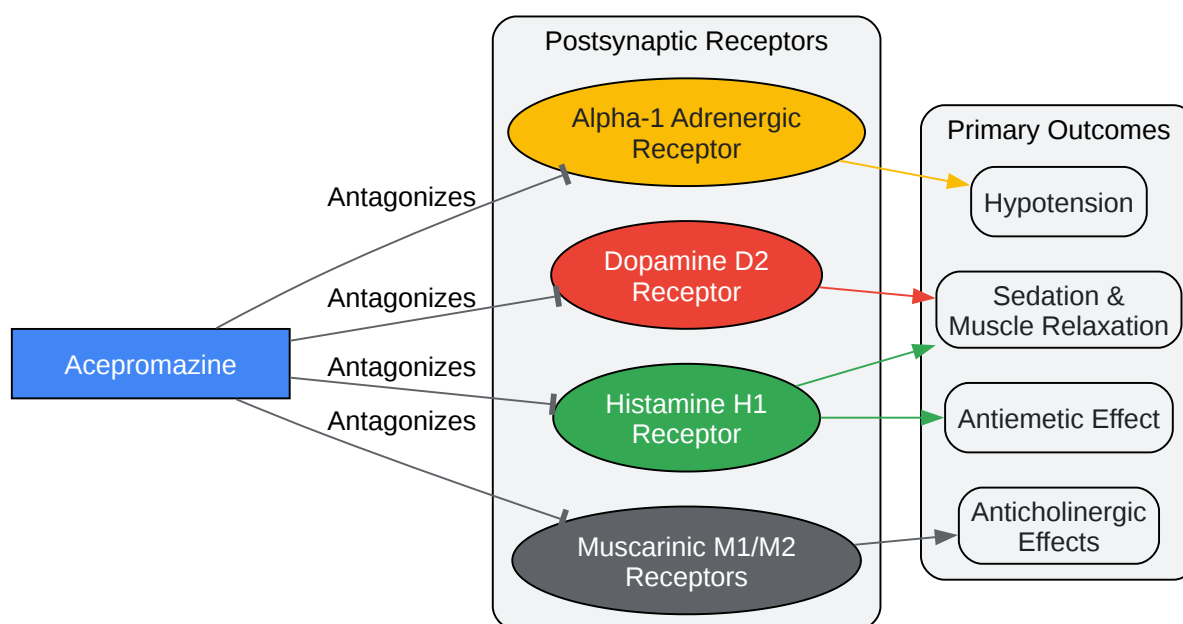 Postsynaptic Receptors
Alpha-1 Adrenergic
Receptor
Primary Outcomes
Hypotension
Antagonizes
Dopamine D2
Receptor
Antagonizes
Sedation &
Muscle Relaxation
Acepromazine
Antagonizes
Histamine H1
Receptor
Antiemetic Effect
Antagonizes
Muscarinic M1/M2
Receptors
Anticholinergic
Effects